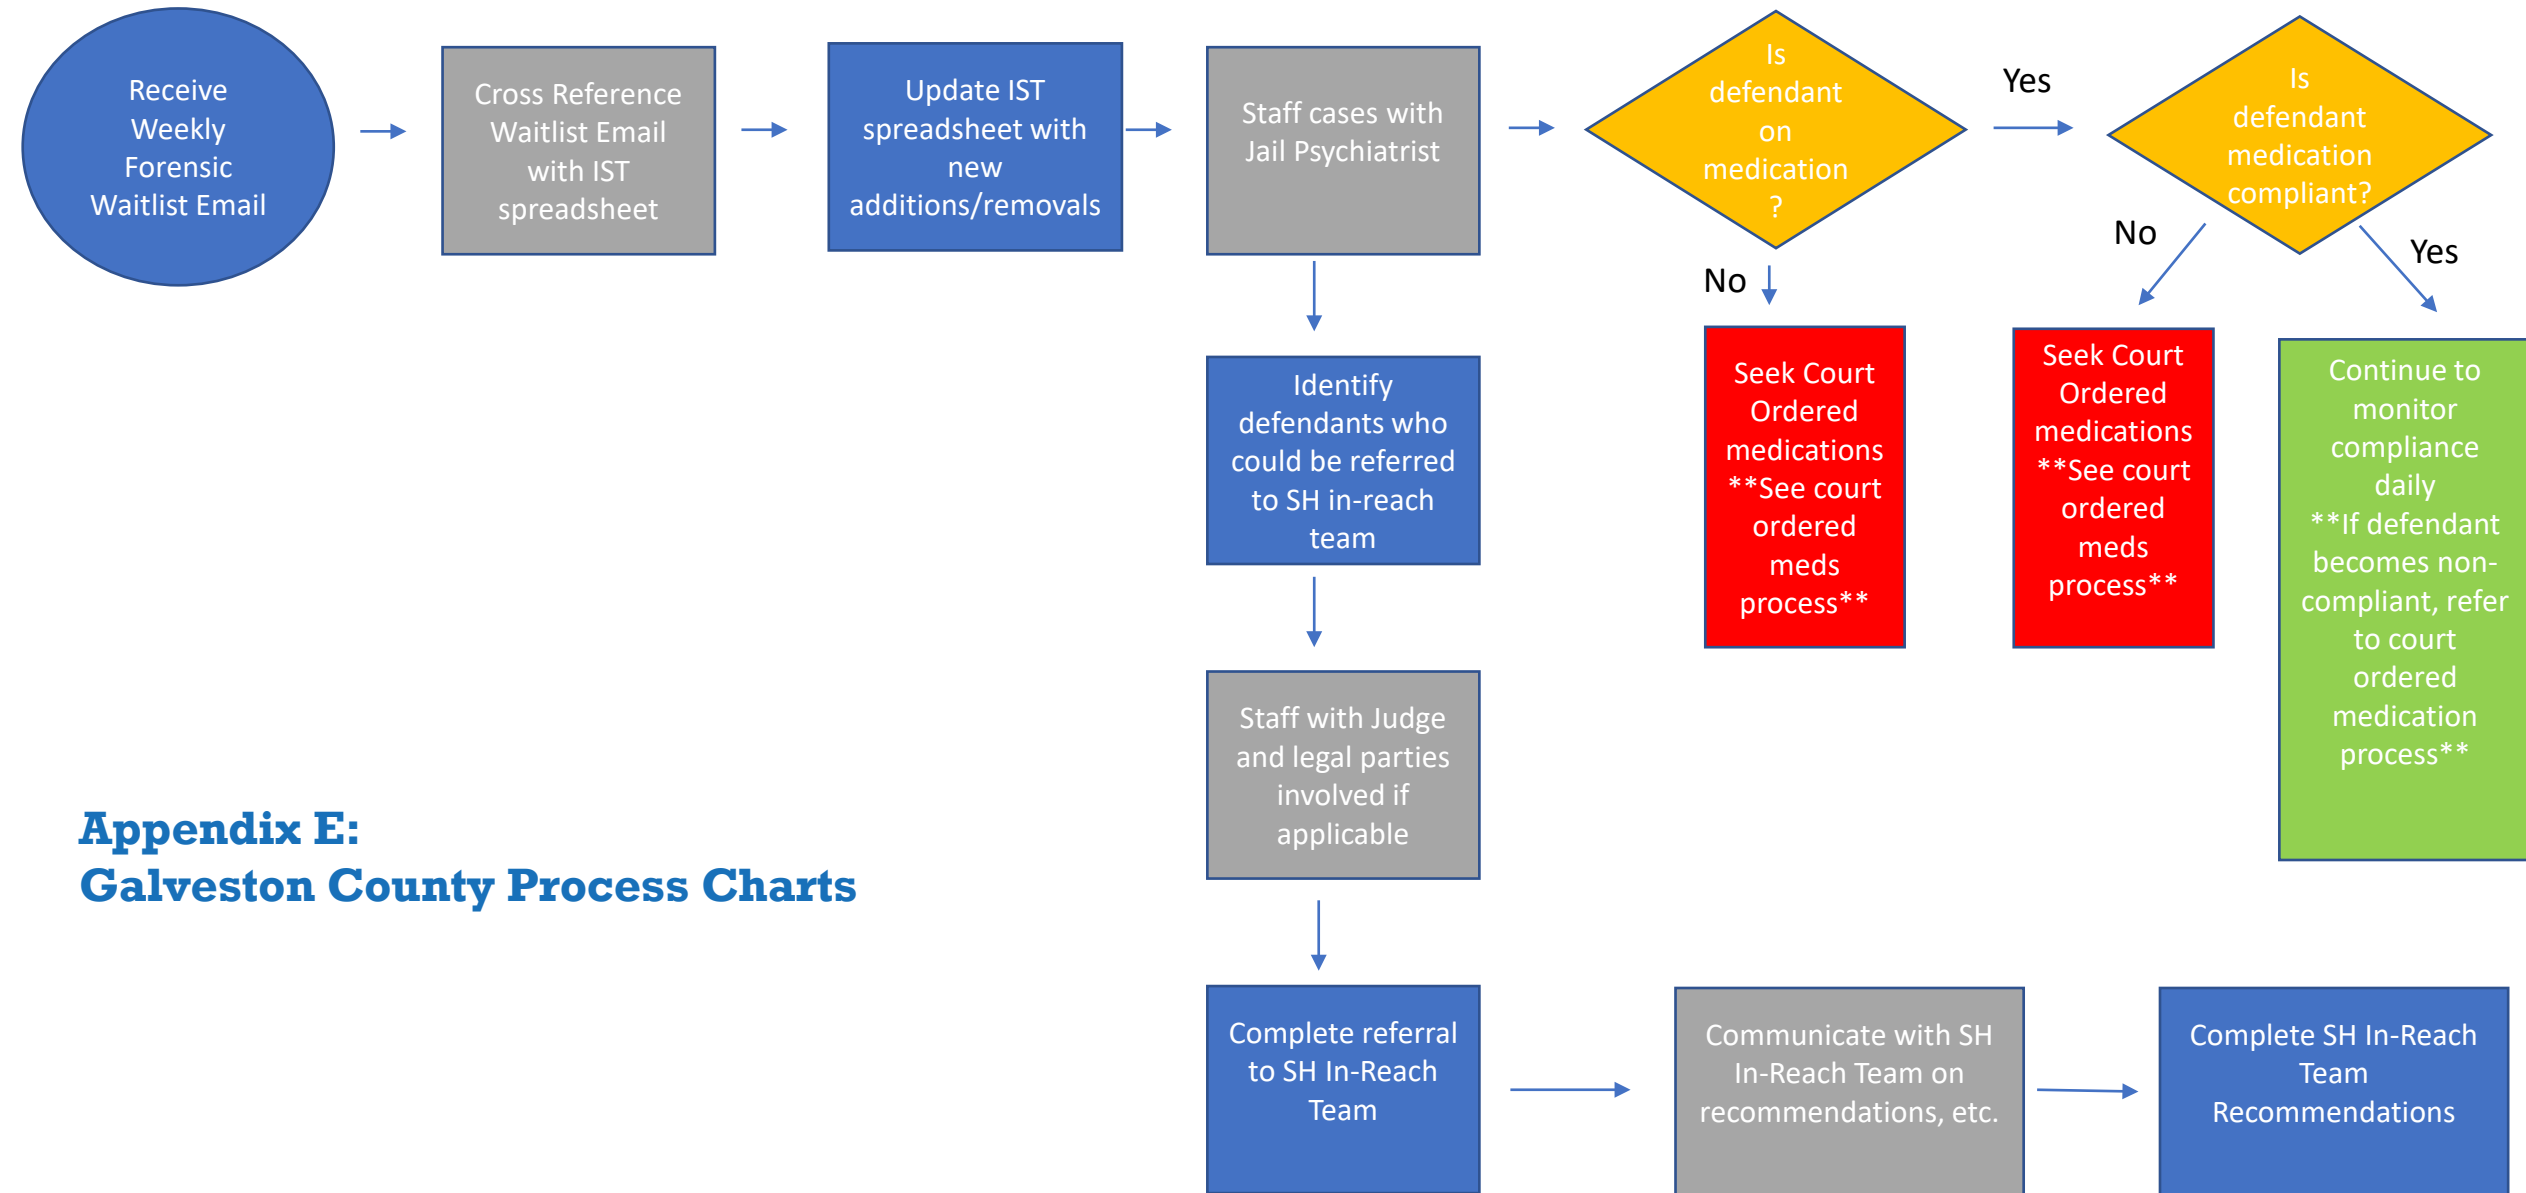 Receive
Weekly
Forensic
Waitlist Email
Cross Reference
Waitlist Email
with IST
spreadsheet
Update IST
spreadsheet with
new
additions/removals
Staff cases with
Jail Psychiatrist
Is
defendant
on
medication
?
Yes
Is
defendant
medication
compliant?
No
No
Yes
Seek Court
Ordered
medications
**See court
ordered
meds
process**
Seek Court
Ordered
medications
**See court
ordered
meds
process**
Continue to
monitor
compliance
daily
**If defendant
becomes non-
compliant, refer
to court
ordered
medication
process**
Identify
defendants who
could be referred
to SH in-reach
team
Staff with Judge
and legal parties
involved if
applicable
Appendix E:
Galveston County Process Charts
Complete referral
to SH In-Reach
Team
Communicate with SH
In-Reach Team on
recommendations, etc.
Complete SH In-Reach
Team
Recommendations